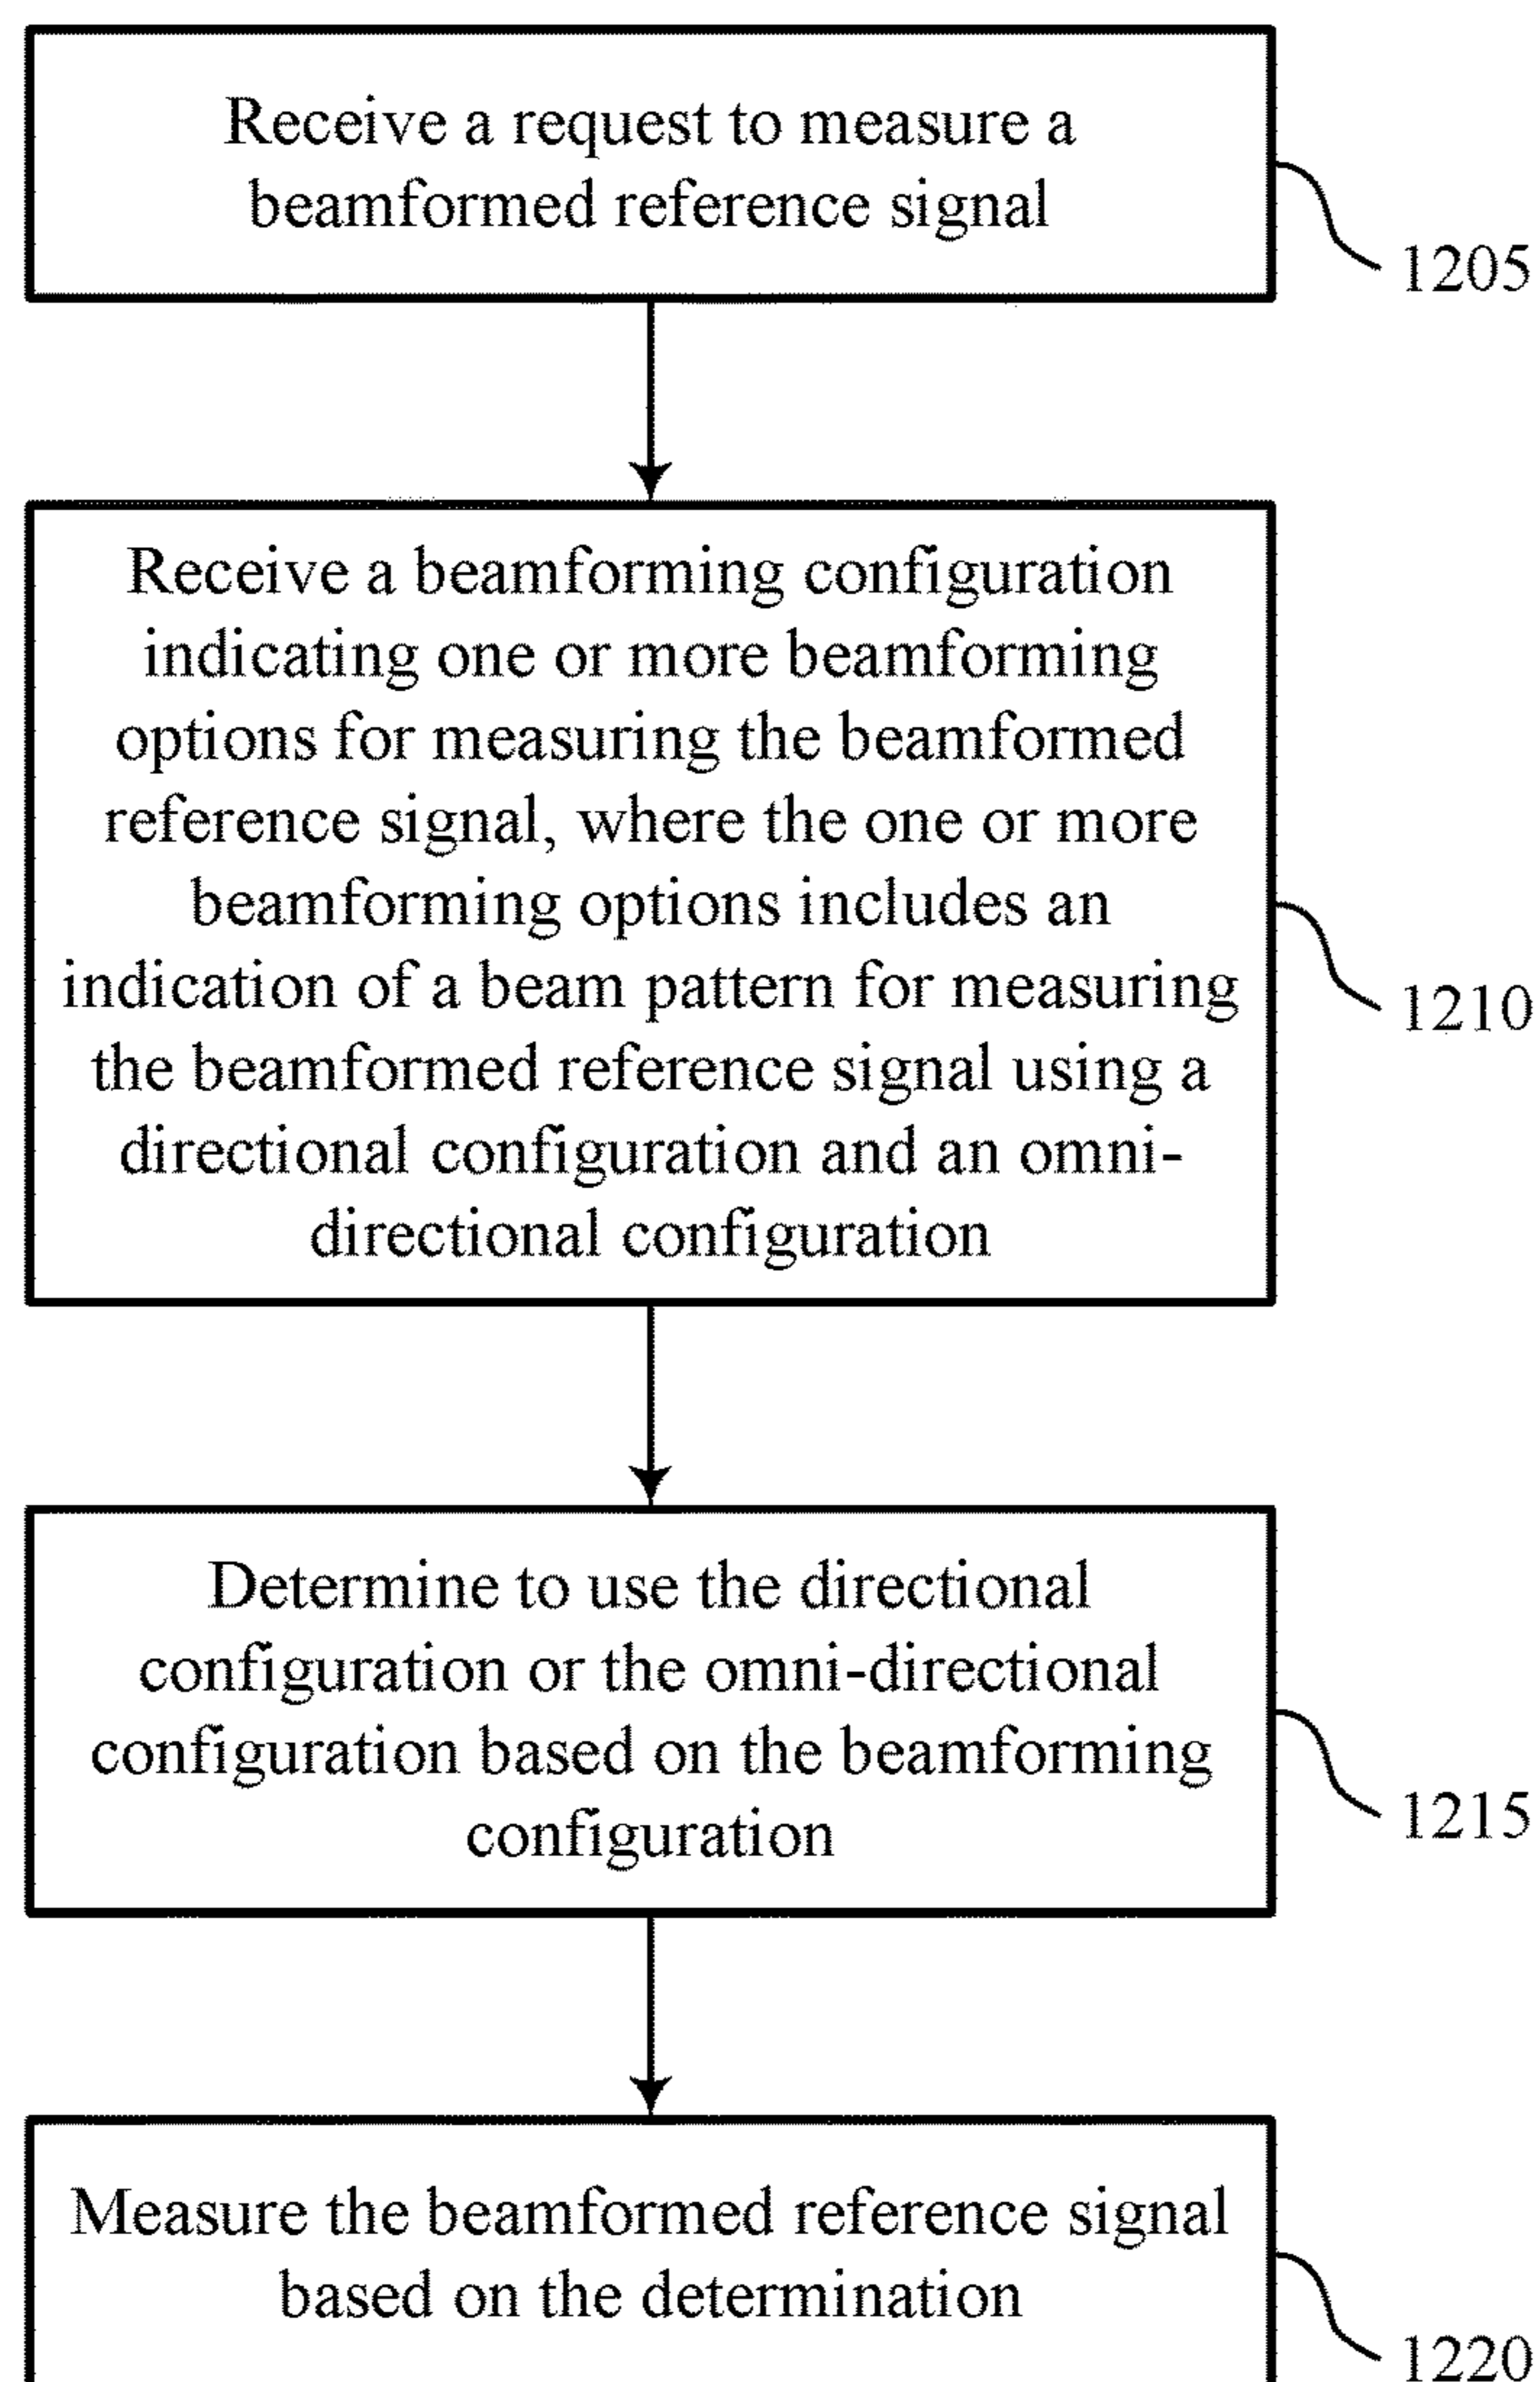 Receive a request to measure a
beamformed reference signal
1205
Receive a beamforming configuration
indicating one or more beamforming
options for measuring the beamformed
reference signal, where the one or more
beamforming options includes an
indication of a beam pattern for measuring
the beamformed reference signal using a
directional configuration and an omni-
directional configuration
1210
Determine to use the directional
configuration or the omni-directional
configuration based on the beamforming
configuration
1215
Measure the beamformed reference signal
based on the determination
1220